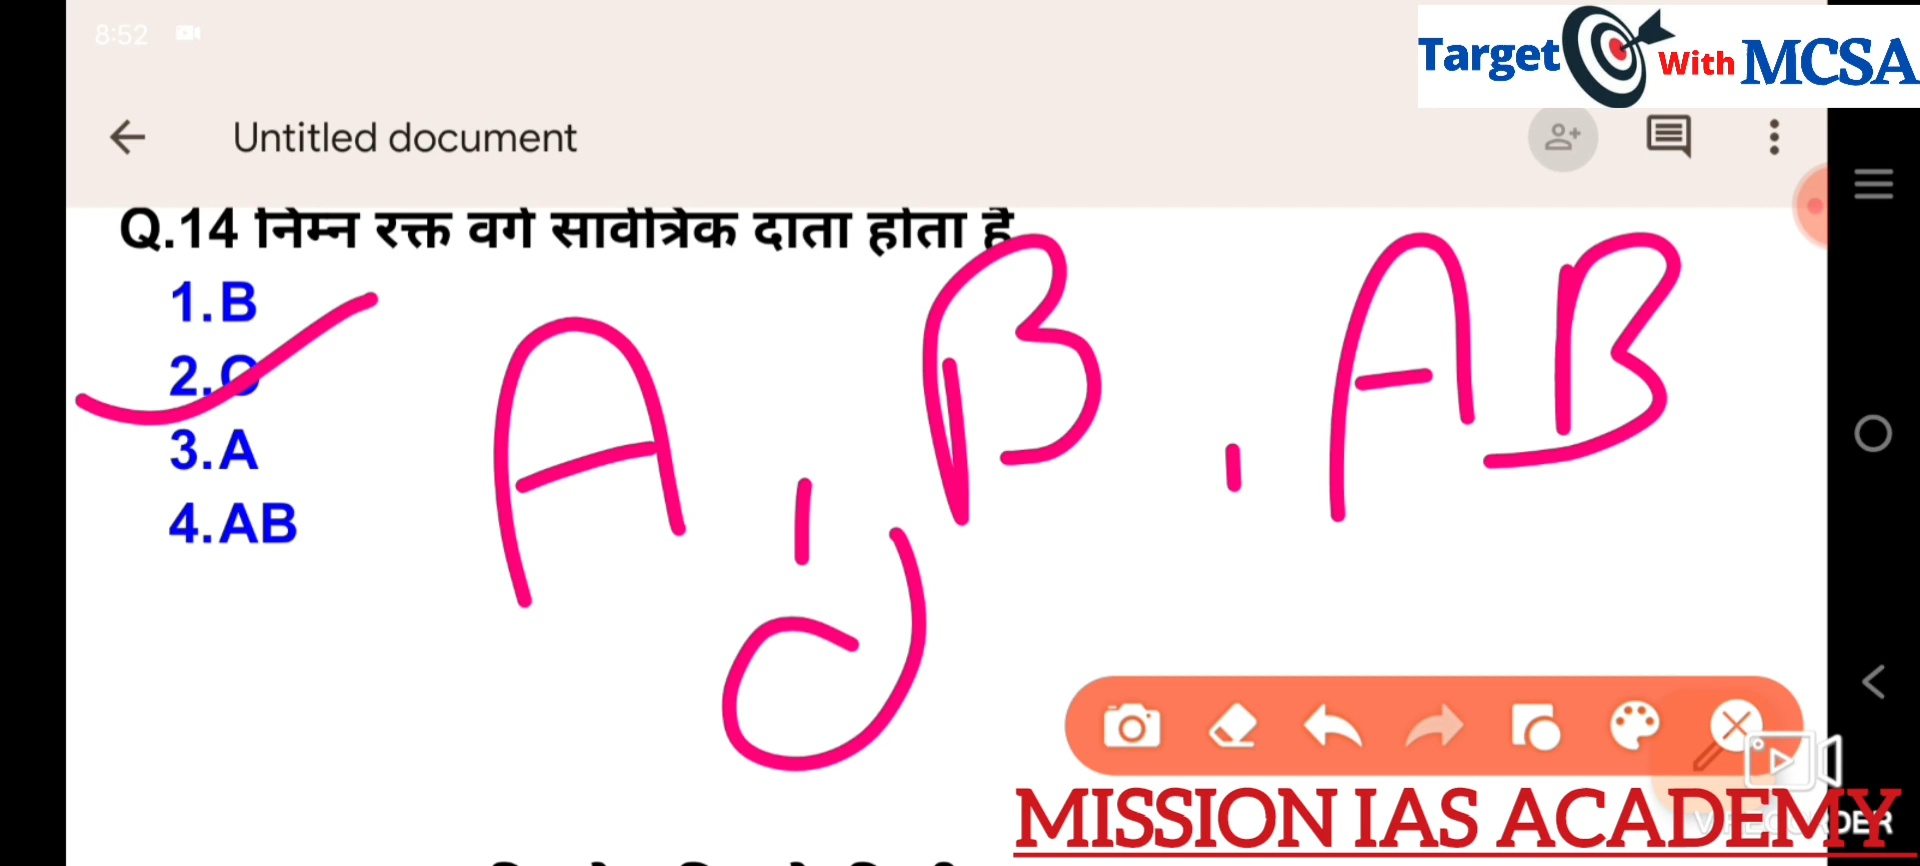 8:52
Target With MCSA
Untitled document
Q.14 निम्न रक्त वर्ग सार्वत्रिक दाता होता है
1.B
2.O
3.A
4.AB
A , B , AB
O
MISSION IAS ACADEMY